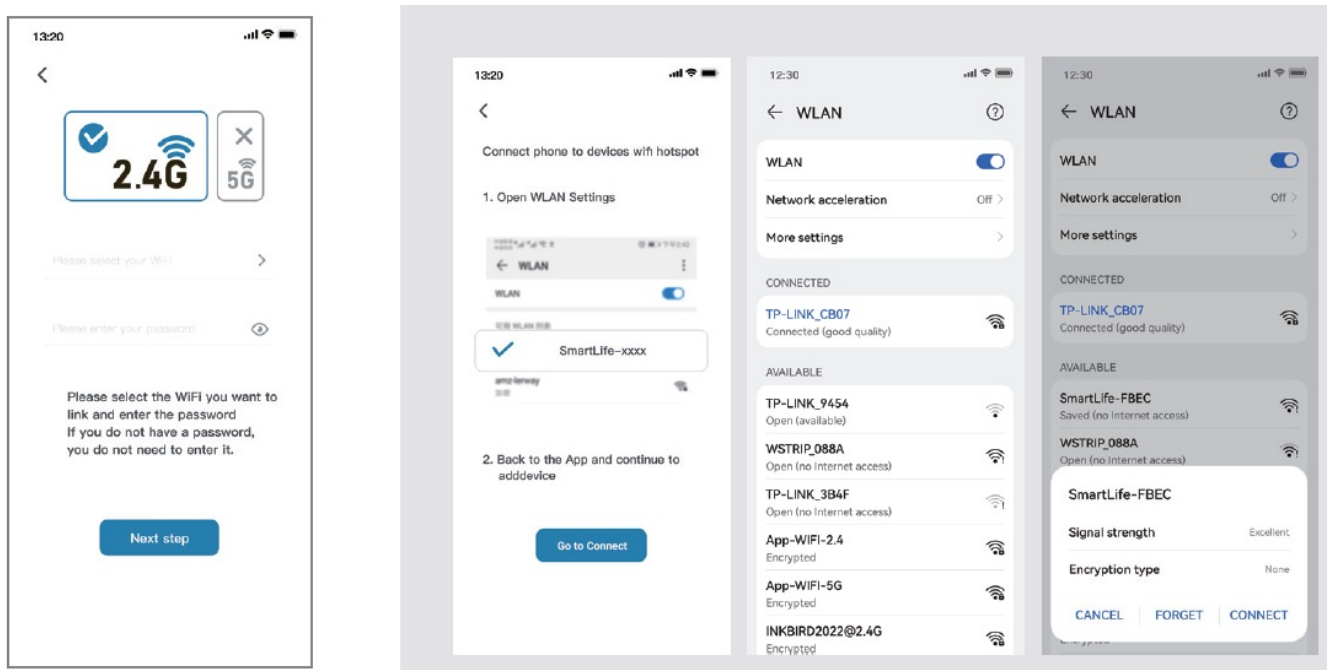 13:20
2.4G
5G
Please select your WiFi
Please enter your password
Please select the WiFi you want to
link and enter the password
If you do not have a password,
you do not need to enter it.
Next step
13:20
Connect phone to devices wifi hotspot
1. Open WLAN Settings
WLAN
WLAN
SmartLife-xxxx
2. Back to the App and continue to
adddevice
Go to Connect
12:30
WLAN
WLAN
Network acceleration Off
More settings
CONNECTED
TP-LINK_CB07
Connected (good quality)
AVAILABLE
TP-LINK_9454
Open (available)
WSTRIP_088A
Open (no Internet access)
TP-LINK_3B4F
Open (no Internet access)
App-WIFI-2.4
Encrypted
App-WIFI-5G
Encrypted
INKBIRD2022@2.4G
Encrypted
12:30
WLAN
WLAN
Network acceleration Off
More settings
CONNECTED
TP-LINK_CB07
Connected (good quality)
AVAILABLE
SmartLife-FBEC
Saved (no Internet access)
WSTRIP_088A
Open (no Internet access)
SmartLife-FBEC
Signal strength Excellent
Encryption type None
CANCEL FORGET CONNECT